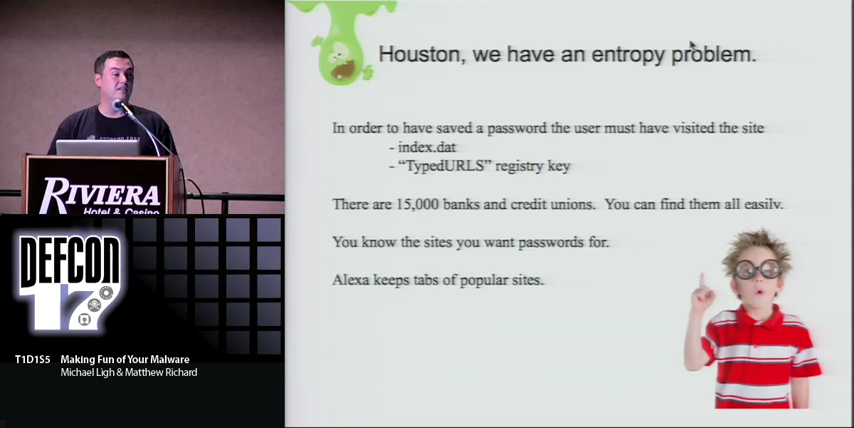 Houston, we have an entropy problem.
In order to have saved a password the user must have visited the site
- index.dat
- “TypedURLS” registry key
There are 15,000 banks and credit unions.  You can find them all easily.
You know the sites you want passwords for.
Alexa keeps tabs of popular sites.
RIVIERA
Hotel & Casino
DEFCON
17
T1D1S5 Making Fun of Your Malware
Michael Ligh & Matthew Richard